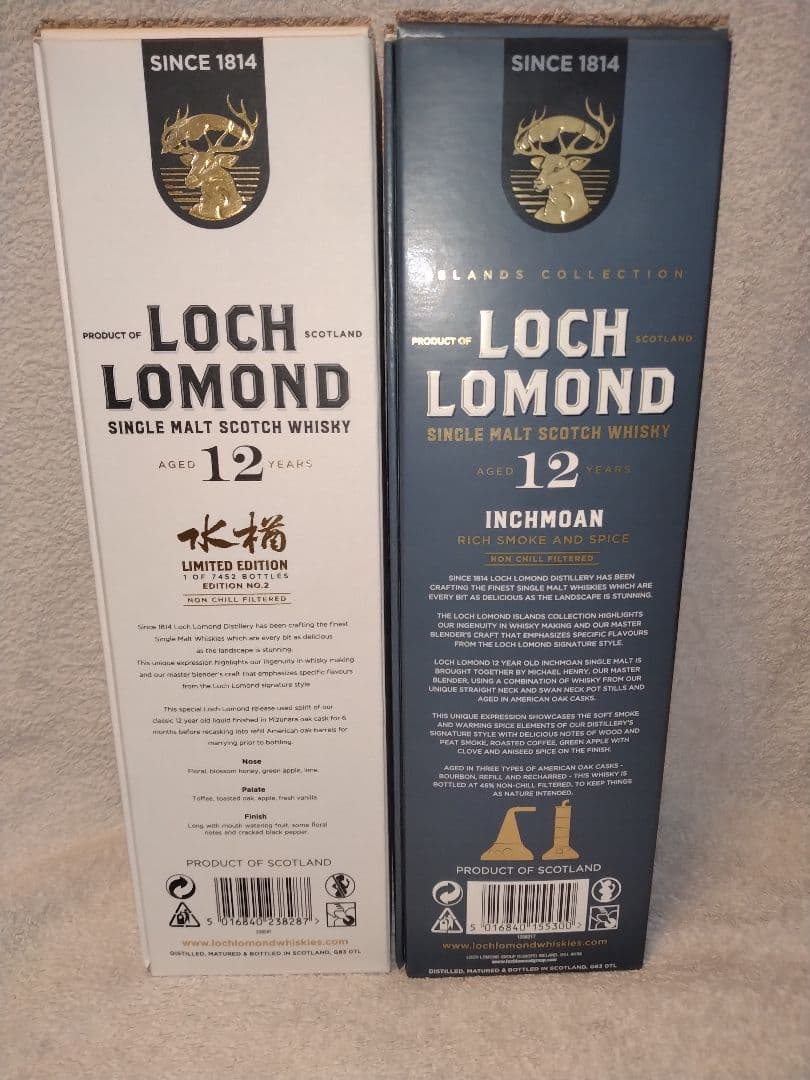 SINCE 1814
PRODUCT OF LOCH SCOTLAND
LOMOND
SINGLE MALT SCOTCH WHISKY
AGED 12 YEARS
水楢
LIMITED EDITION
1 OF 7452 BOTTLES
EDITION NO.2
NON CHILL FILTERED
Since 1814 Loch Lomond Distillery has been crafting the finest
Single Malt Whiskies which are every bit as delicious
as the landscape is stunning.
This unique expression highlights our ingenuity in whisky making
and our master blender's craft that emphasizes specific flavours
from the Loch Lomond signature style
This special Loch Lomond release used spirit of our
classic 12 year old liquid finished in Mizunara oak cask for 6
months before recasking into refill American oak barrels for
marrying prior to bottling.
Nose
Floral, blossom honey, green apple, lime.
Palate
Toffee, toasted oak, apple, fresh vanilla
Finish
Long with mouth watering fruit, some floral
notes and cracked black pepper.
PRODUCT OF SCOTLAND
5 016840 238287 >
www.lochlomondwhiskies.com
DISTILLED, MATURED & BOTTLED IN SCOTLAND, G83 0TL
SINCE 1814
ISLANDS COLLECTION
PRODUCT OF LOCH SCOTLAND
LOMOND
SINGLE MALT SCOTCH WHISKY
AGED 12 YEARS
INCHMOAN
RICH SMOKE AND SPICE
NON CHILL FILTERED
SINCE 1814 LOCH LOMOND DISTILLERY HAS BEEN
CRAFTING THE FINEST SINGLE MALT WHISKIES WHICH ARE
EVERY BIT AS DELICIOUS AS THE LANDSCAPE IS STUNNING.
THE LOCH LOMOND ISLANDS COLLECTION HIGHLIGHTS
OUR INGENUITY IN WHISKY MAKING AND OUR MASTER
BLENDER'S CRAFT THAT EMPHASIZES SPECIFIC FLAVOURS
FROM THE LOCH LOMOND SIGNATURE STYLE.
LOCH LOMOND 12 YEAR OLD INCHMOAN SINGLE MALT IS
BROUGHT TOGETHER BY MICHAEL HENRY, OUR MASTER
BLENDER, USING A COMBINATION OF WHISKY FROM OUR
UNIQUE STRAIGHT NECK AND SWAN NECK POT STILLS AND
AGED IN AMERICAN OAK CASKS.
THIS UNIQUE EXPRESSION SHOWCASES THE SOFT SMOKE
AND WARMING SPICE ELEMENTS OF OUR DISTILLERY'S
SIGNATURE STYLE WITH DELICIOUS NOTES OF WOOD AND
PEAT SMOKE, ROASTED COFFEE, GREEN APPLE WITH
CLOVE AND ANISEED SPICE ON THE FINISH.
AGED IN THREE TYPES OF AMERICAN OAK CASKS -
BOURBON, REFILL AND RECHARRED - THIS WHISKY IS
BOTTLED AT 46% NON-CHILL FILTERED, TO KEEP THINGS
AS NATURE INTENDED.
PRODUCT OF SCOTLAND
5 016840 155300 >
www.lochlomondwhiskies.com
www.lochlomondgroup.com
DISTILLED, MATURED & BOTTLED IN SCOTLAND, G83 0TL